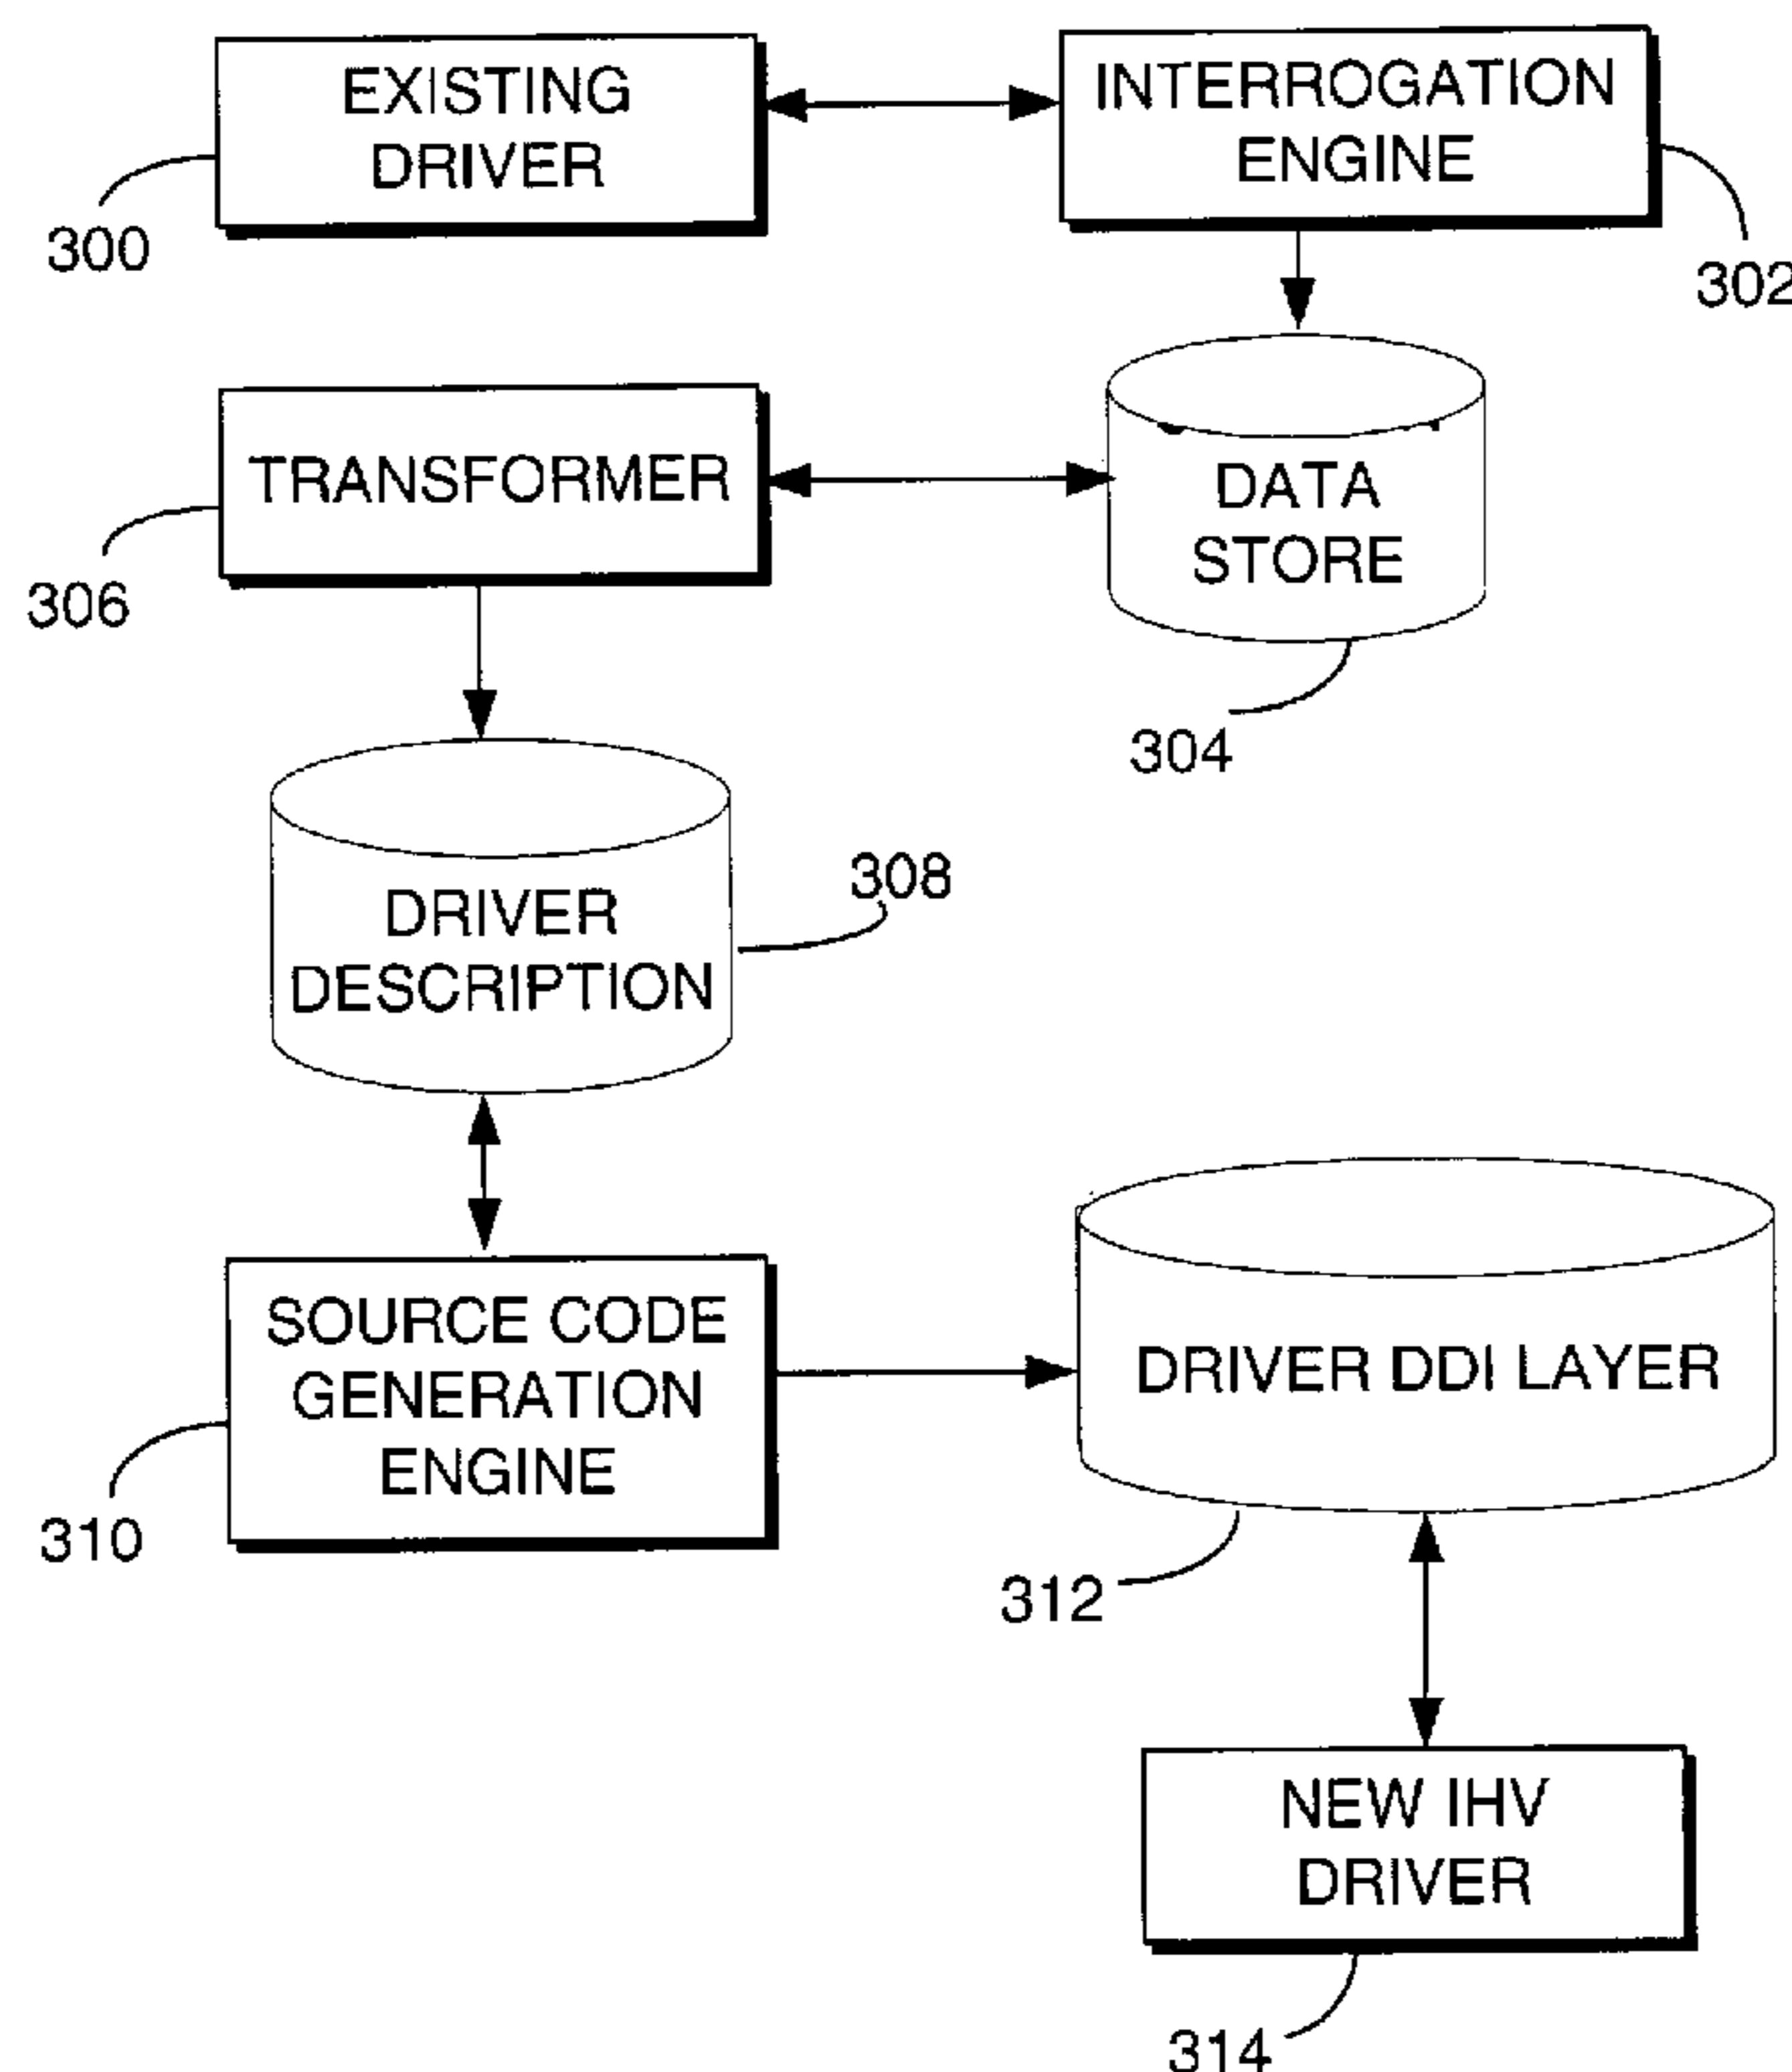 EXISTING
DRIVER
300
INTERROGATION
ENGINE
302
TRANSFORMER
306
DATA
STORE
304
DRIVER
DESCRIPTION
308
SOURCE CODE
GENERATION
ENGINE
310
DRIVER DDI LAYER
312
NEW IHV
DRIVER
314